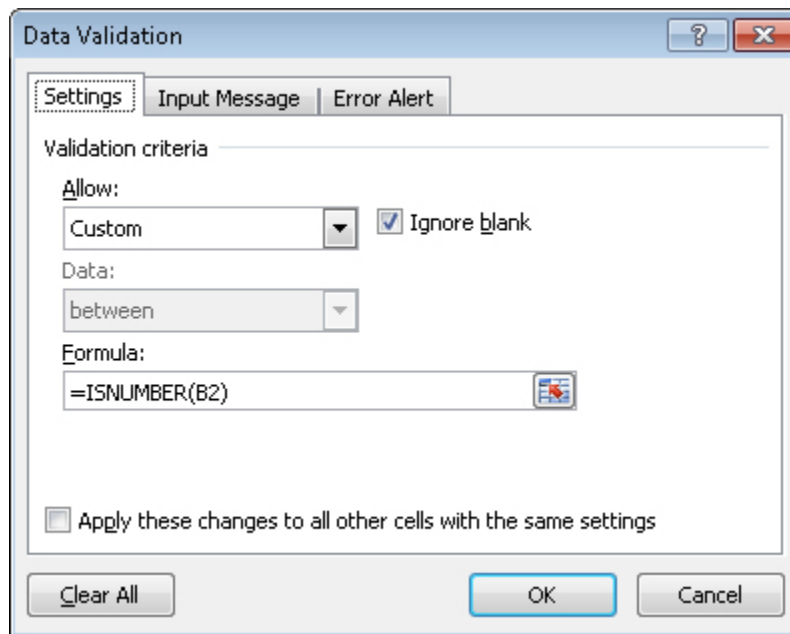 Data Validation
Settings Input Message Error Alert
Validation criteria
Allow:
Custom Ignore blank
Data:
between
Formula:
=ISNUMBER(B2)
Apply these changes to all other cells with the same settings
Clear All OK Cancel